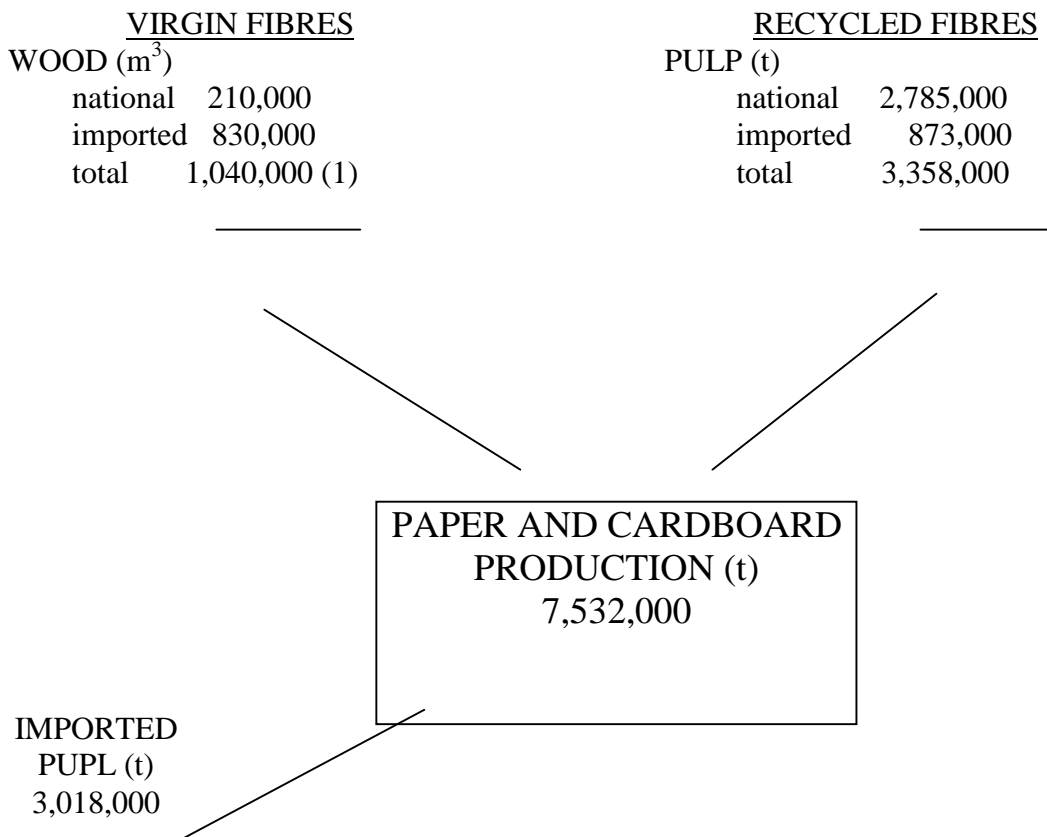 VIRGIN FIBRES
WOOD (m³)
national 210,000
imported 830,000
total 1,040,000 (1)
RECYCLED FIBRES
PULP (t)
national 2,785,000
imported 873,000
total 3,358,000
PAPER AND CARDBOARD
PRODUCTION (t)
7,532,000
IMPORTED
PUPL (t)
3,018,000